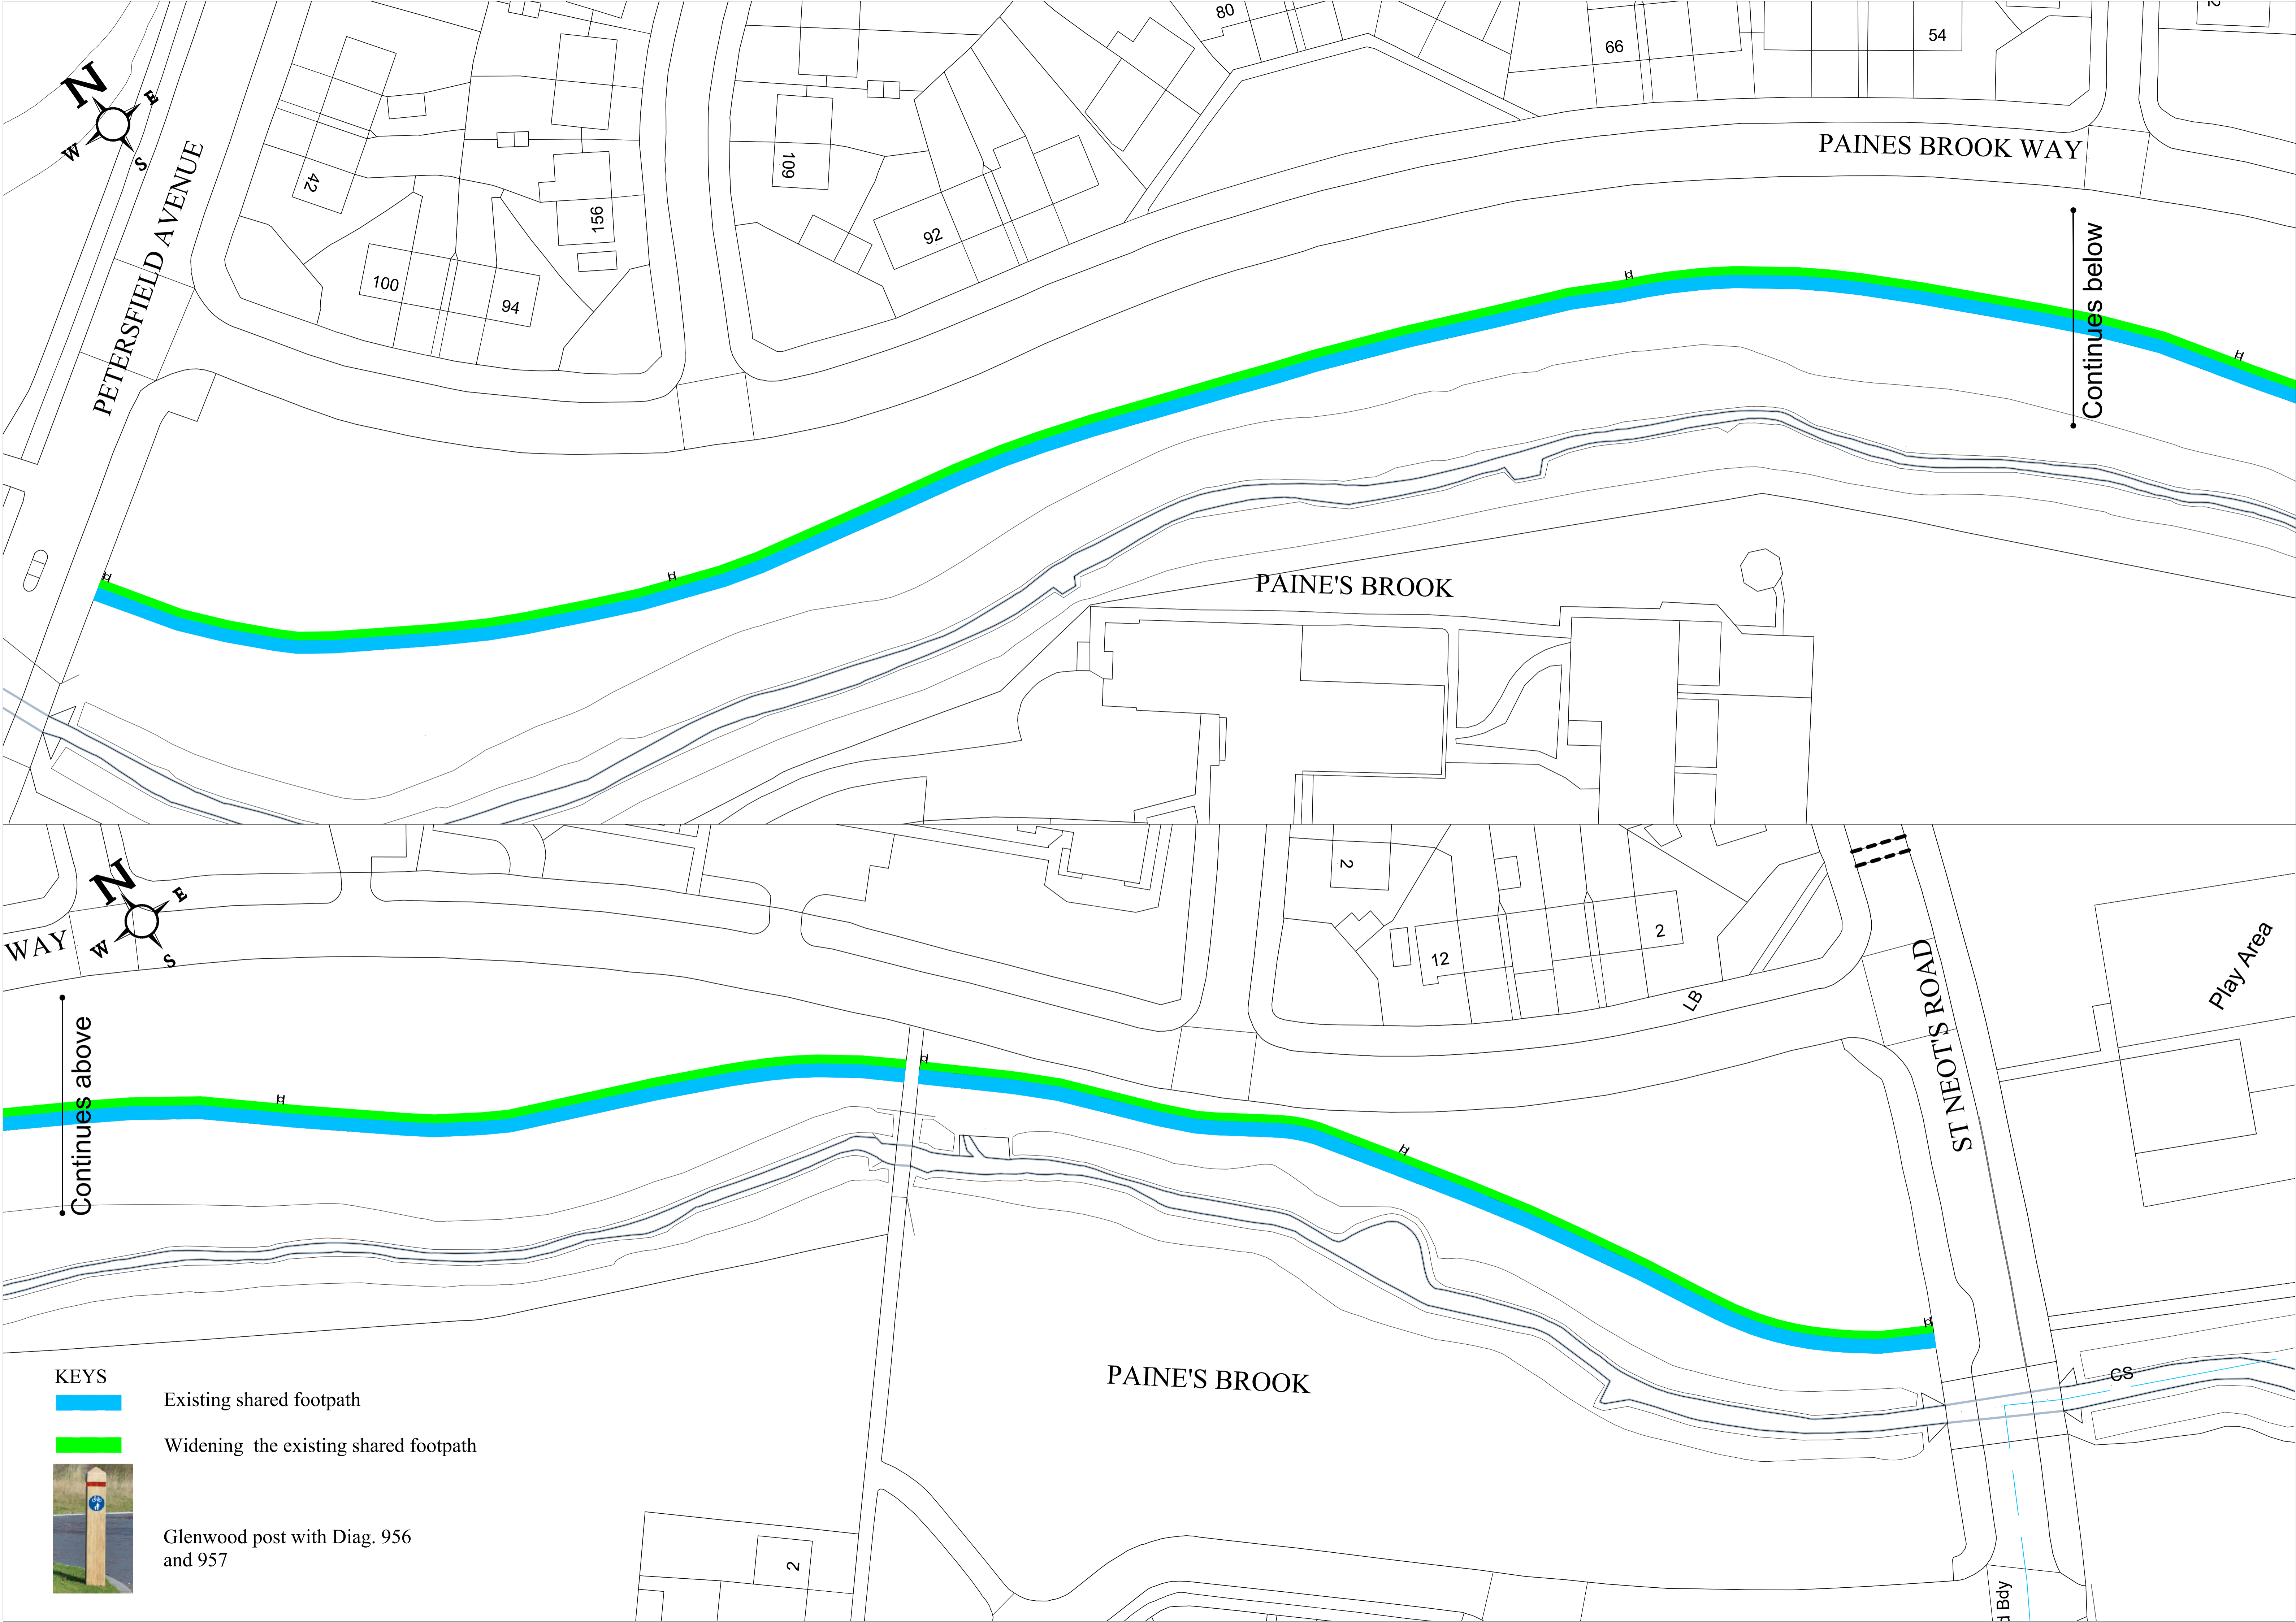 80
66
54
2
N
E
W
S
PETERSFIELD AVENUE
42
156
100
94
109
92
PAINES BROOK WAY
Continues below
H
H
H
H
PAINE'S BROOK
N
E
W
S
WAY
Continues above
2
12
2
LB
ST NEOT'S ROAD
Play Area
H
H
H
H
PAINE'S BROOK
CS
KEYS
Existing shared footpath
Widening the existing shared footpath
Glenwood post with Diag. 956
and 957
2
d Bdy